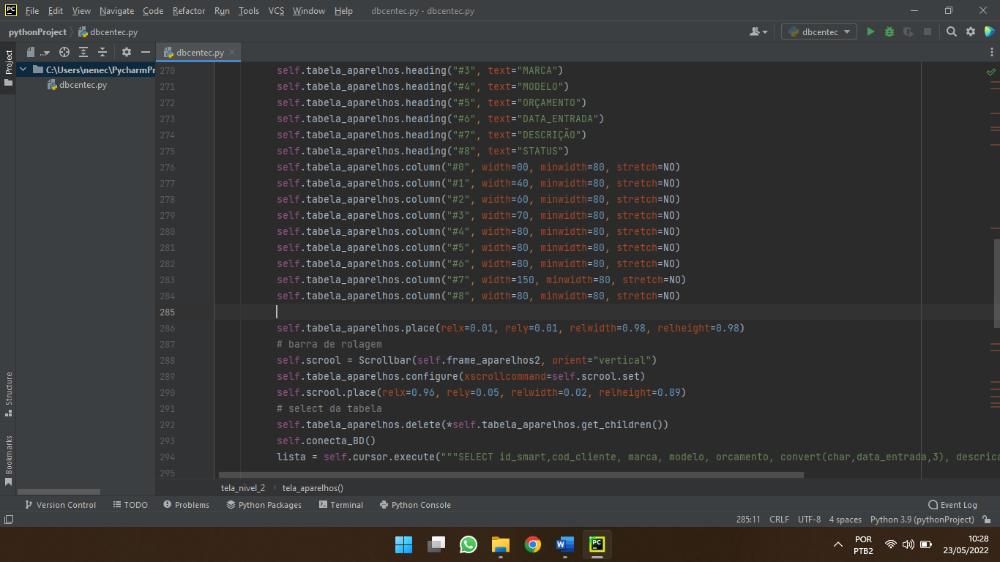 PC File Edit View Navigate Code Refactor Run Tools VCS Window Help dbcentec.py - dbcentec.py
pythonProject dbcentec.py dbcentec
Project
dbcentec.py
C:\Users\nenec\PycharmPr
dbcentec.py
270 self.tabela_aparelhos.heading("#3", text="MARCA")
271 self.tabela_aparelhos.heading("#4", text="MODELO")
272 self.tabela_aparelhos.heading("#5", text="ORÇAMENTO")
273 self.tabela_aparelhos.heading("#6", text="DATA_ENTRADA")
274 self.tabela_aparelhos.heading("#7", text="DESCRIÇÃO")
275 self.tabela_aparelhos.heading("#8", text="STATUS")
276 self.tabela_aparelhos.column("#0", width=00, minwidth=80, stretch=NO)
277 self.tabela_aparelhos.column("#1", width=40, minwidth=80, stretch=NO)
278 self.tabela_aparelhos.column("#2", width=60, minwidth=80, stretch=NO)
279 self.tabela_aparelhos.column("#3", width=70, minwidth=80, stretch=NO)
280 self.tabela_aparelhos.column("#4", width=80, minwidth=80, stretch=NO)
281 self.tabela_aparelhos.column("#5", width=80, minwidth=80, stretch=NO)
282 self.tabela_aparelhos.column("#6", width=80, minwidth=80, stretch=NO)
283 self.tabela_aparelhos.column("#7", width=150, minwidth=80, stretch=NO)
284 self.tabela_aparelhos.column("#8", width=80, minwidth=80, stretch=NO)
285
286 self.tabela_aparelhos.place(relx=0.01, rely=0.01, relwidth=0.98, relheight=0.98)
287 # barra de rolagem
288 self.scrool = Scrollbar(self.frame_aparelhos2, orient="vertical")
289 self.tabela_aparelhos.configure(xscrollcommand=self.scrool.set)
290 self.scrool.place(relx=0.96, rely=0.05, relwidth=0.02, relheight=0.89)
291 # select da tabela
292 self.tabela_aparelhos.delete(*self.tabela_aparelhos.get_children())
293 self.conecta_BD()
294 lista = self.cursor.execute("""SELECT id_smart,cod_cliente, marca, modelo, orcamento, convert(char,data_entrada,3), descrica
295
Structure
Bookmarks
tela_nivel_2 tela_aparelhos()
Version Control TODO Problems Python Packages Terminal Python Console Event Log
285:11 CRLF UTF-8 4 spaces Python 3.9 (pythonProject)
W PC
POR
PTB2
10:28
23/05/2022